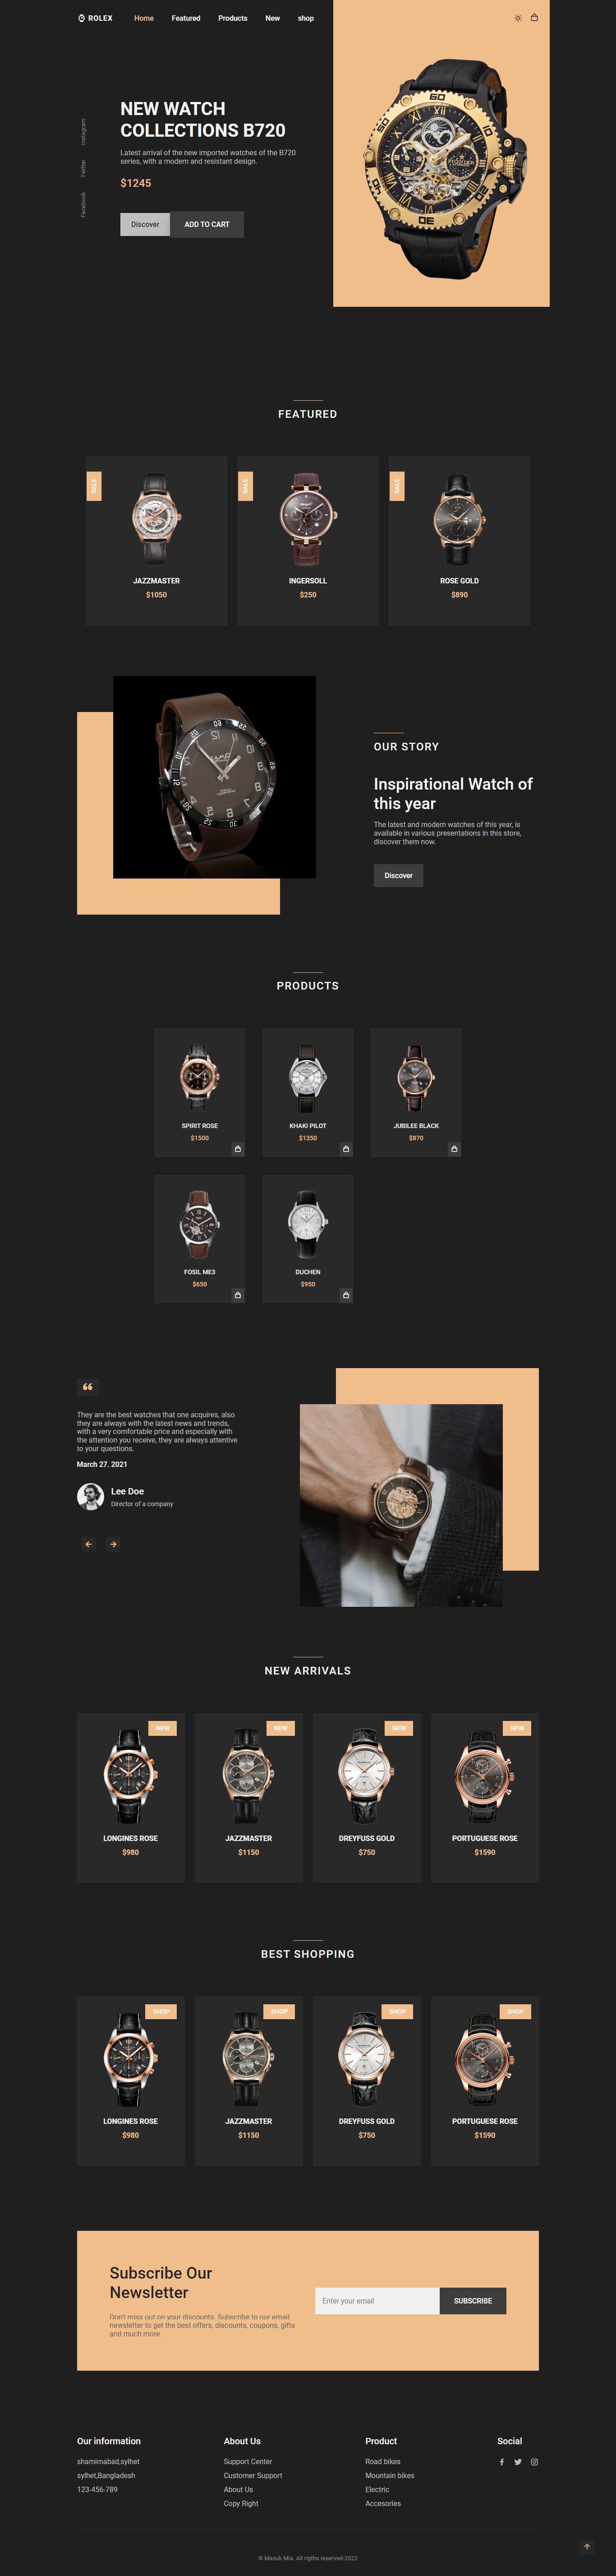 ROLEX
Home
Featured
Products
New
shop
Instagram
Twitter
Facebook
NEW WATCH
COLLECTIONS B720
Latest arrival of the new imported watches of the B720
series, with a modern and resistant design.
$1245
Discover
ADD TO CART
FEATURED
SALE
JAZZMASTER
$1050
SALE
INGERSOLL
$250
SALE
ROSE GOLD
$890
OUR STORY
Inspirational Watch of
this year
The latest and modern watches of this year, is
available in various presentations in this store,
discover them now.
Discover
PRODUCTS
SPIRIT ROSE
$1500
KHAKI PILOT
$1350
JUBILEE BLACK
$870
FOSIL ME3
$650
DUCHEN
$950
They are the best watches that one acquires, also
they are always with the latest news and trends,
with a very comfortable price and especially with
the attention you receive, they are always attentive
to your questions.
March 27. 2021
Lee Doe
Director of a company
NEW ARRIVALS
NEW
LONGINES ROSE
$980
NEW
JAZZMASTER
$1150
NEW
DREYFUSS GOLD
$750
NEW
PORTUGUESE ROSE
$1590
BEST SHOPPING
SHOP
LONGINES ROSE
$980
SHOP
JAZZMASTER
$1150
SHOP
DREYFUSS GOLD
$750
SHOP
PORTUGUESE ROSE
$1590
Subscribe Our
Newsletter
Don't miss out on your discounts. Subscribe to our email
newsletter to get the best offers, discounts, coupons, gifts
and much more.
Enter your email
SUBSCRIBE
Our information
shamimabad,sylhet
sylhet,Bangladesh
123-456-789
About Us
Support Center
Customer Support
About Us
Copy Right
Product
Road bikes
Mountain bikes
Electric
Accesories
Social
© Masuk Mia. All rigths reserved-2022